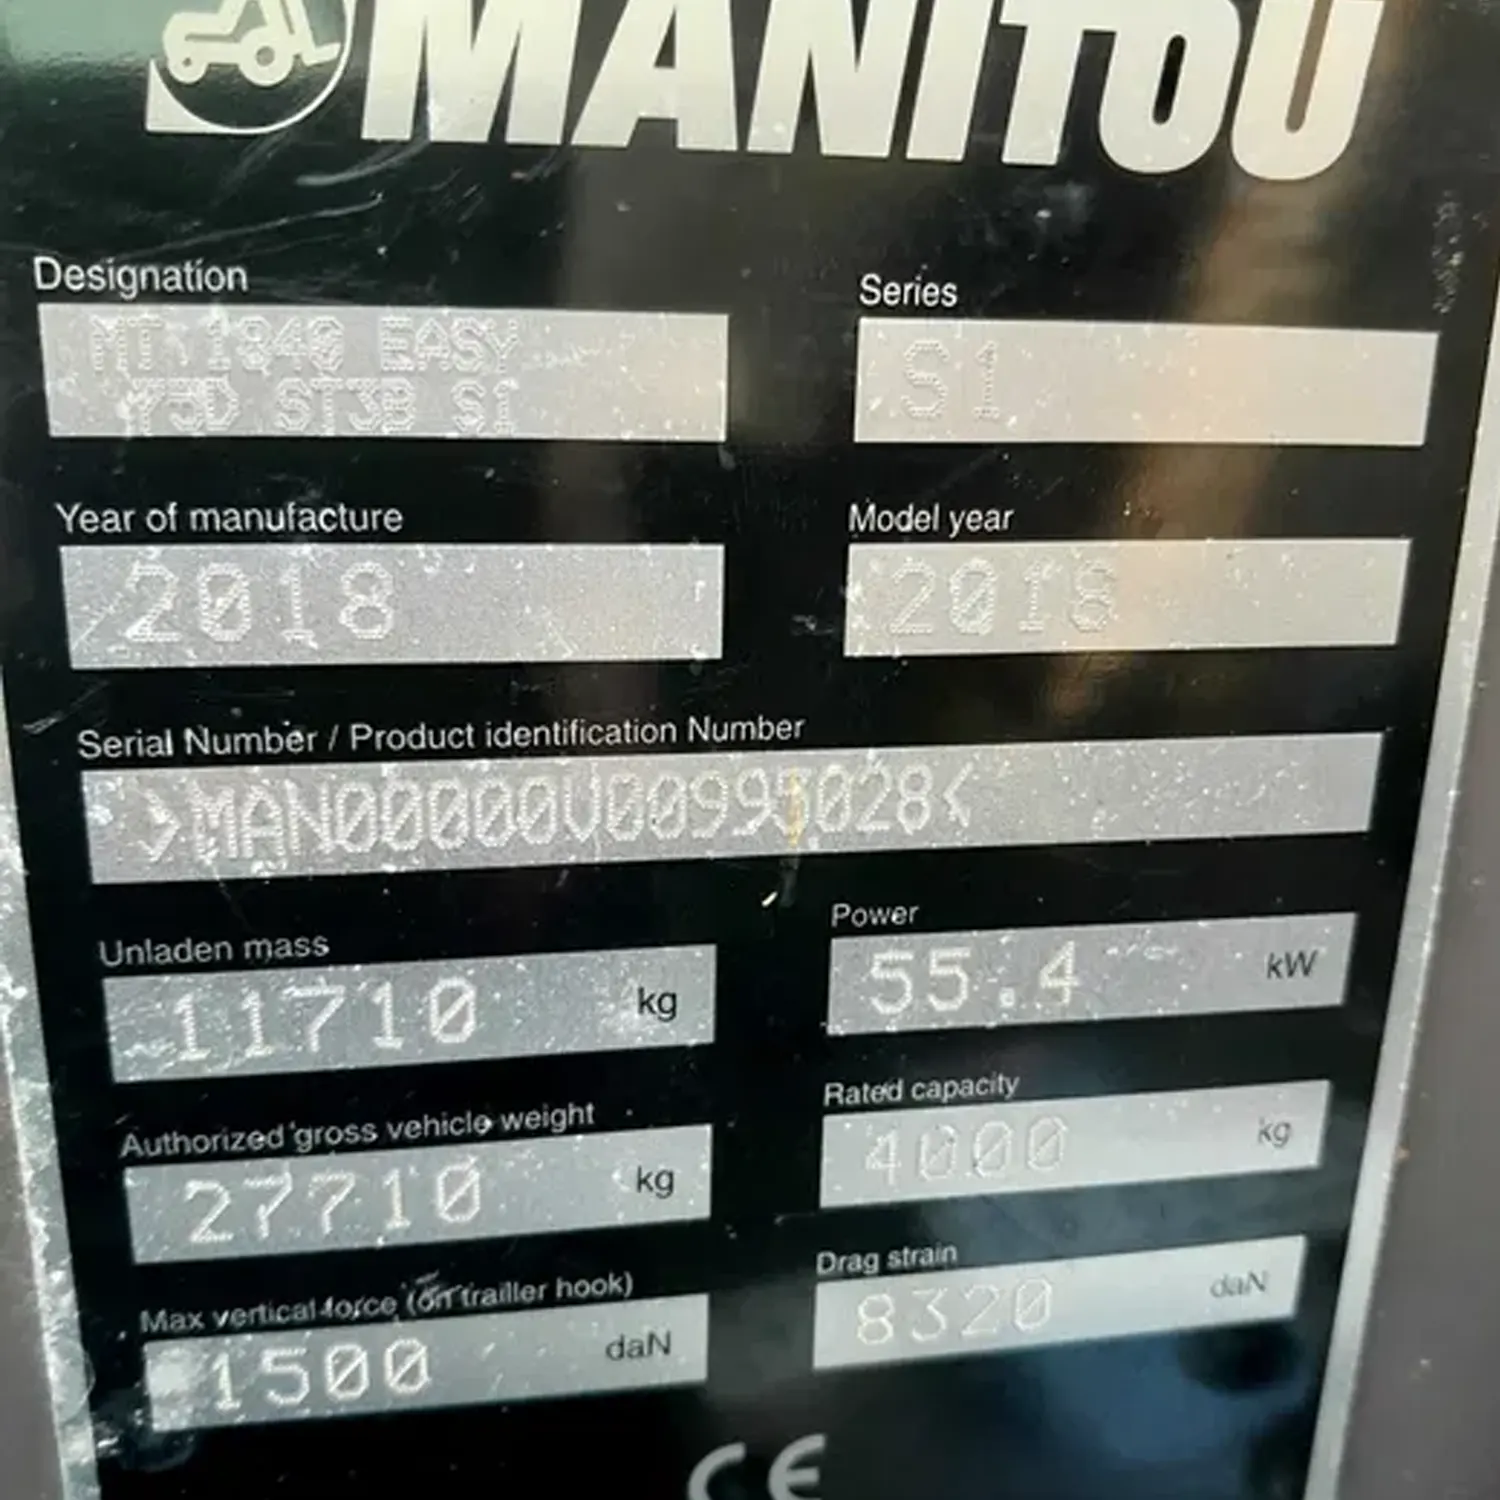 MANITOU
Designation
MT 1840 EASY
75D ST3B S1
Series
S1
Year of manufacture
2018
Model year
2018
Serial Number / Product identification Number
>MAN00000V00995028<
Unladen mass
11710 kg
Power
55.4 kW
Authorized gross vehicle weight
27710 kg
Rated capacity
4000 kg
Max vertical force (on trailler hook)
1500 daN
Drag strain
8320 daN
CE